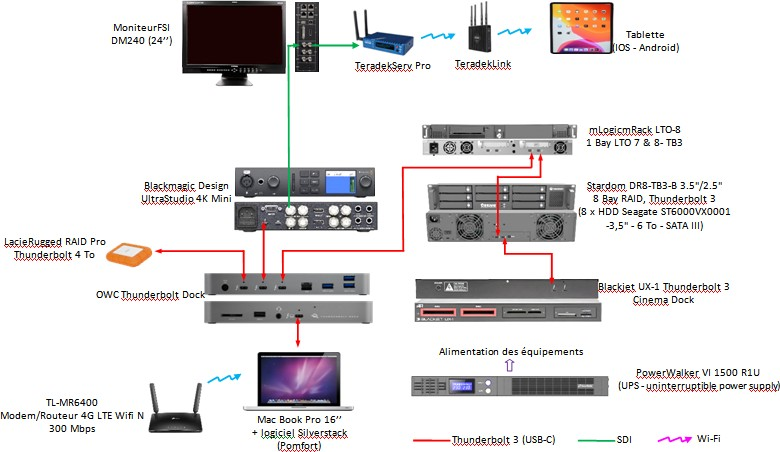 MoniteurFSI
DM240 (24’’)
TeradekServ Pro
TeradekLink
Tablette
(IOS - Android)
mLogicmRack LTO-8
1 Bay LTO 7 & 8- TB3
Blackmagic Design
UltraStudio 4K Mini
Stardom DR8-TB3-B 3.5"/2.5"
8 Bay RAID, Thunderbolt 3
(8 x HDD Seagate ST6000VX0001
-3,5" - 6 To - SATA III)
LacieRugged RAID Pro
Thunderbolt 4 To
OWC Thunderbolt Dock
Blackjet UX-1 Thunderbolt 3
Cinema Dock
Alimentation des équipements
PowerWalker VI 1500 R1U
(UPS - uninterruptible power supply)
TL-MR6400
Modem/Routeur 4G LTE Wifi N
300 Mbps
Mac Book Pro 16’’
+ logiciel Silverstack
(Pomfort)
Thunderbolt 3 (USB-C)
SDI
Wi-Fi